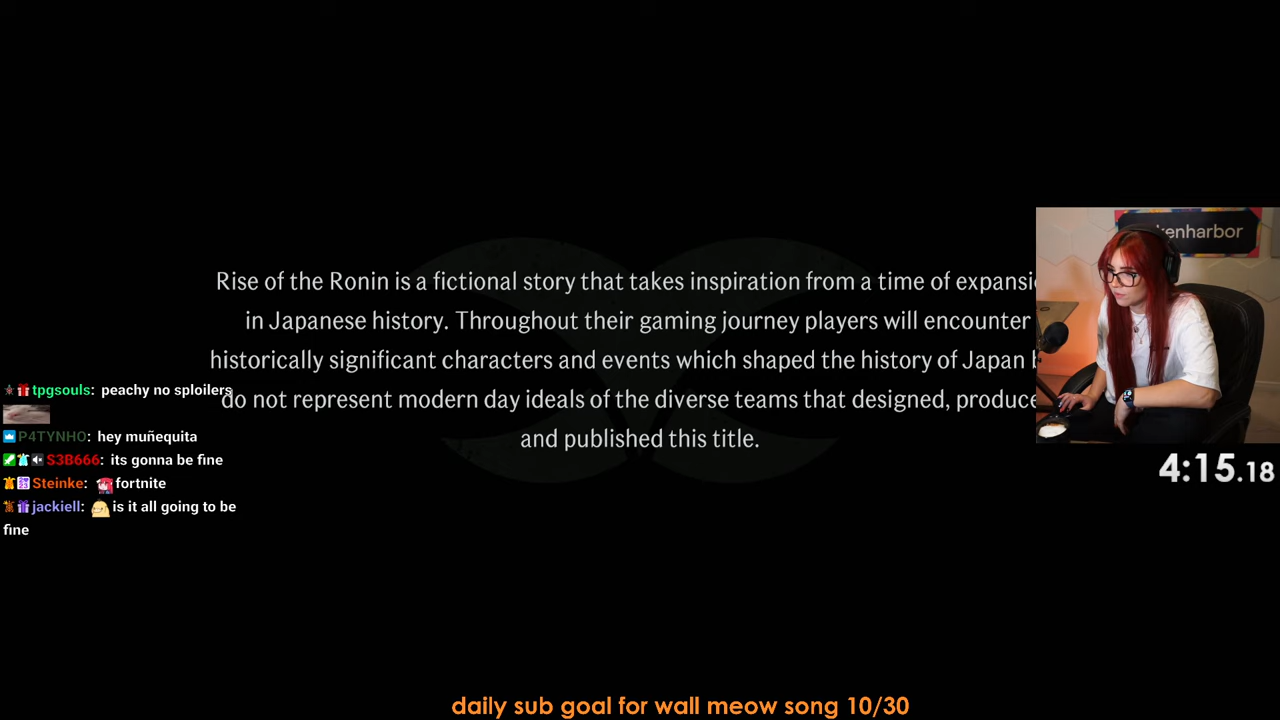 Rise of the Ronin is a fictional story that takes inspiration from a time of
in Japanese history. Throughout their gaming journey players will encounter
historically significant characters and events which shaped the history of Japan
do not represent modern day ideals of the diverse teams that designed,
and published this title.
kenharbor
tpgsouls: peachy no sploilers
P4TYNHO: hey muñequita
S3B666: its gonna be fine
Steinke: fortnite
jackiell: is it all going to be
fine
4:15.18
daily sub goal for wall meow song 10/30